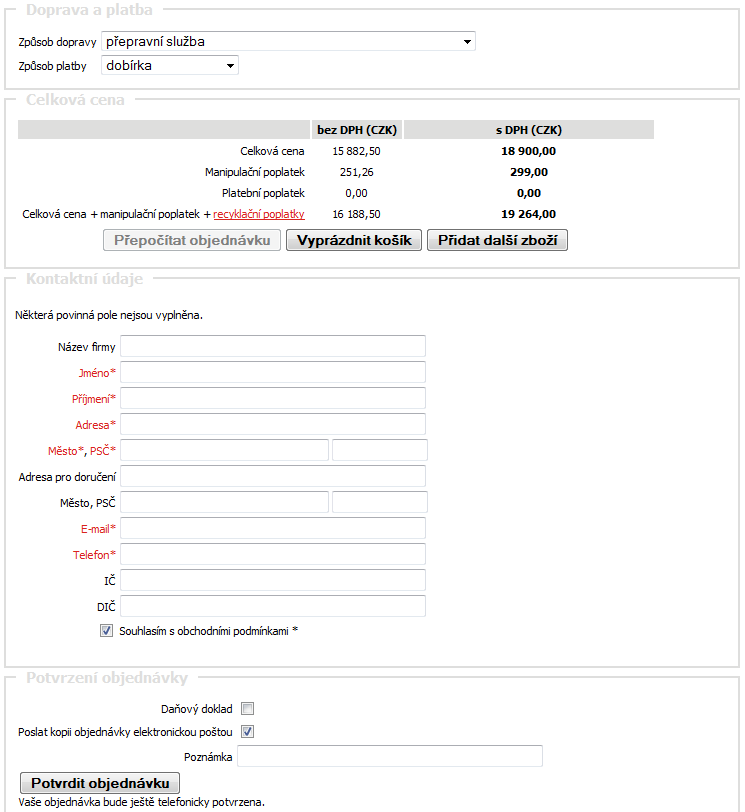 Doprava a platba
Způsob dopravy přepravní služba
Způsob platby dobírka
Celková cena
bez DPH (CZK) s DPH (CZK)
Celková cena 15 882,50 18 900,00
Manipulační poplatek 251,26 299,00
Platební poplatek 0,00 0,00
Celková cena + manipulační poplatek + recyklační poplatky 16 188,50 19 264,00
Přepočítat objednávku Vyprázdnit košík Přidat další zboží
Kontaktní údaje
Některá povinná pole nejsou vyplněna.
Název firmy
Jméno*
Příjmení*
Adresa*
Město*, PSČ*
Adresa pro doručení
Město, PSČ
E-mail*
Telefon*
IČ
DIČ
Souhlasím s obchodními podmínkami *
Potvrzení objednávky
Daňový doklad
Poslat kopii objednávky elektronickou poštou
Poznámka
Potvrdit objednávku
Vaše objednávka bude ještě telefonicky potvrzena.